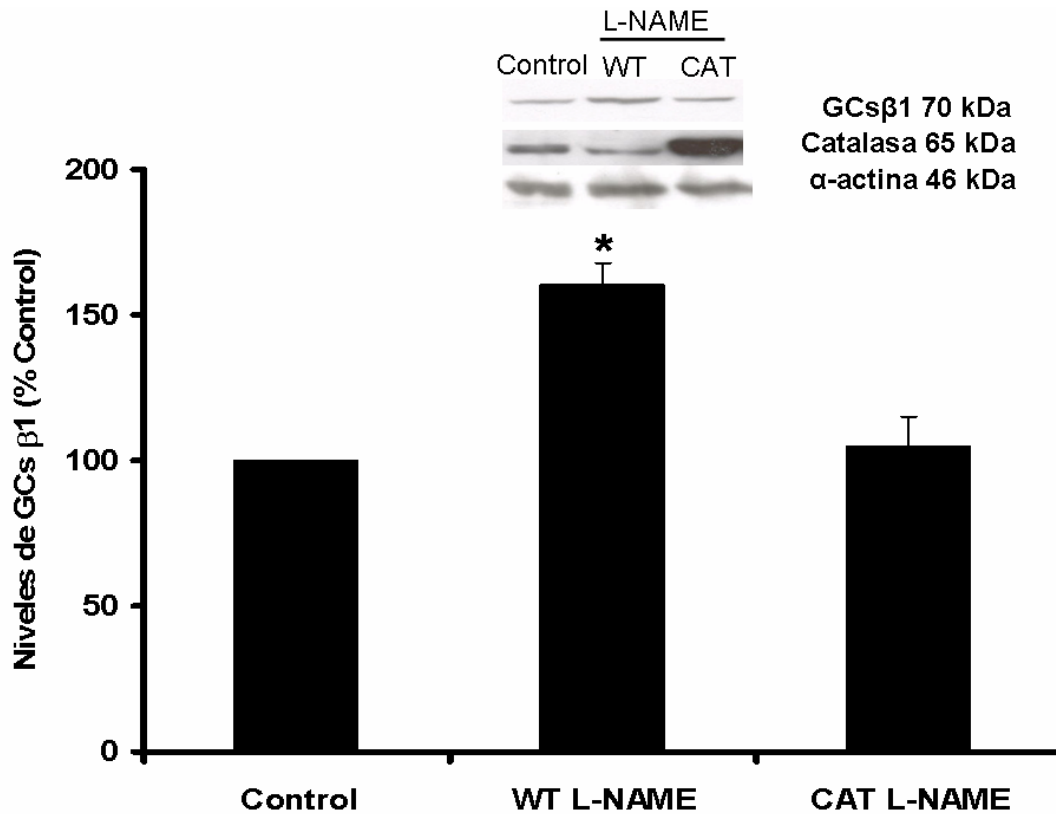 L-NAME
Control WT CAT
GCsβ1 70 kDa
Catalasa 65 kDa
α-actina 46 kDa
Niveles de GCs β1 (% Control)
200
150
100
50
0
*
Control WT L-NAME CAT L-NAME